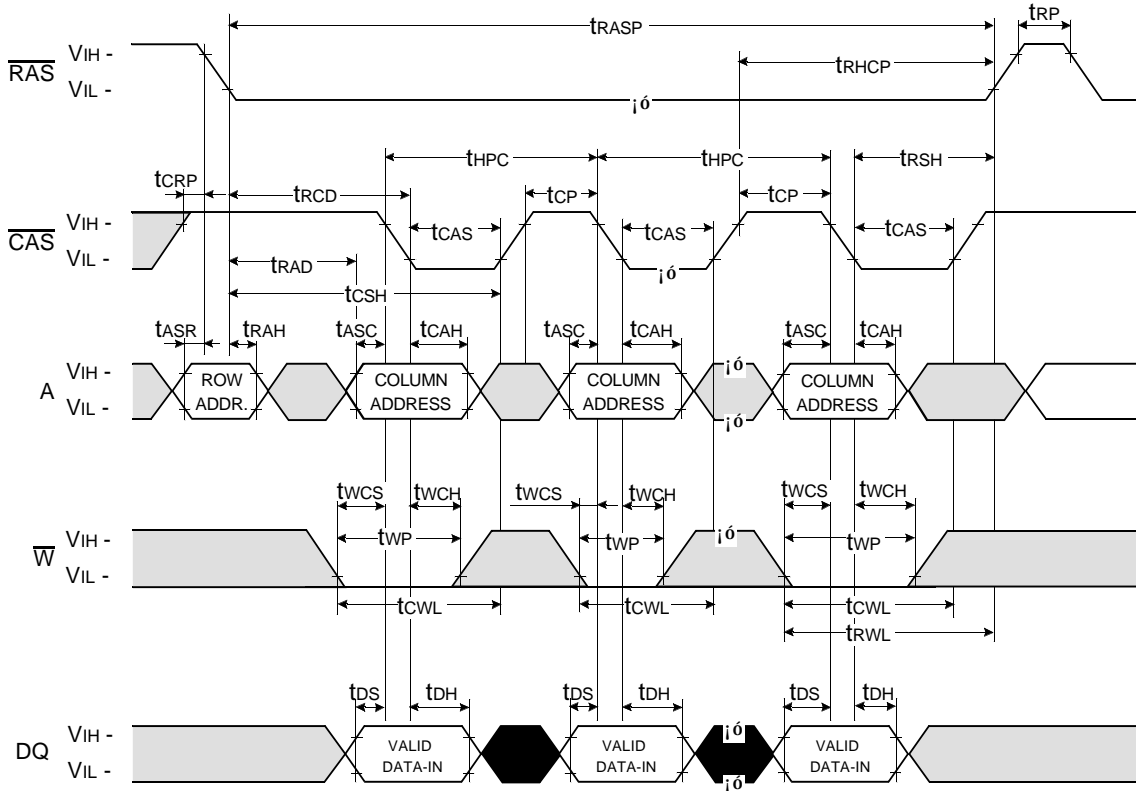 tRASP
tRP
VIH -
RAS
VIL -
tRHCP
¡ó
tHPC
tHPC
tRSH
tCRP
tRCD
tCP
tCP
VIH -
CAS
VIL -
tCAS
tCAS
tCAS
¡ó
tRAD
tCSH
tASR
tRAH
tASC
tCAH
tASC
tCAH
tASC
tCAH
VIH -
A
VIL -
ROW
ADDR.
COLUMN
ADDRESS
COLUMN
ADDRESS
¡ó
¡ó
COLUMN
ADDRESS
tWCS
tWCH
tWCS
tWCH
tWCS
tWCH
VIH -
W
VIL -
tWP
tWP
¡ó
tWP
tCWL
tCWL
tCWL
tRWL
tDS
tDH
tDS
tDH
tDS
tDH
VIH -
DQ
VIL -
VALID
DATA-IN
VALID
DATA-IN
¡ó
¡ó
VALID
DATA-IN